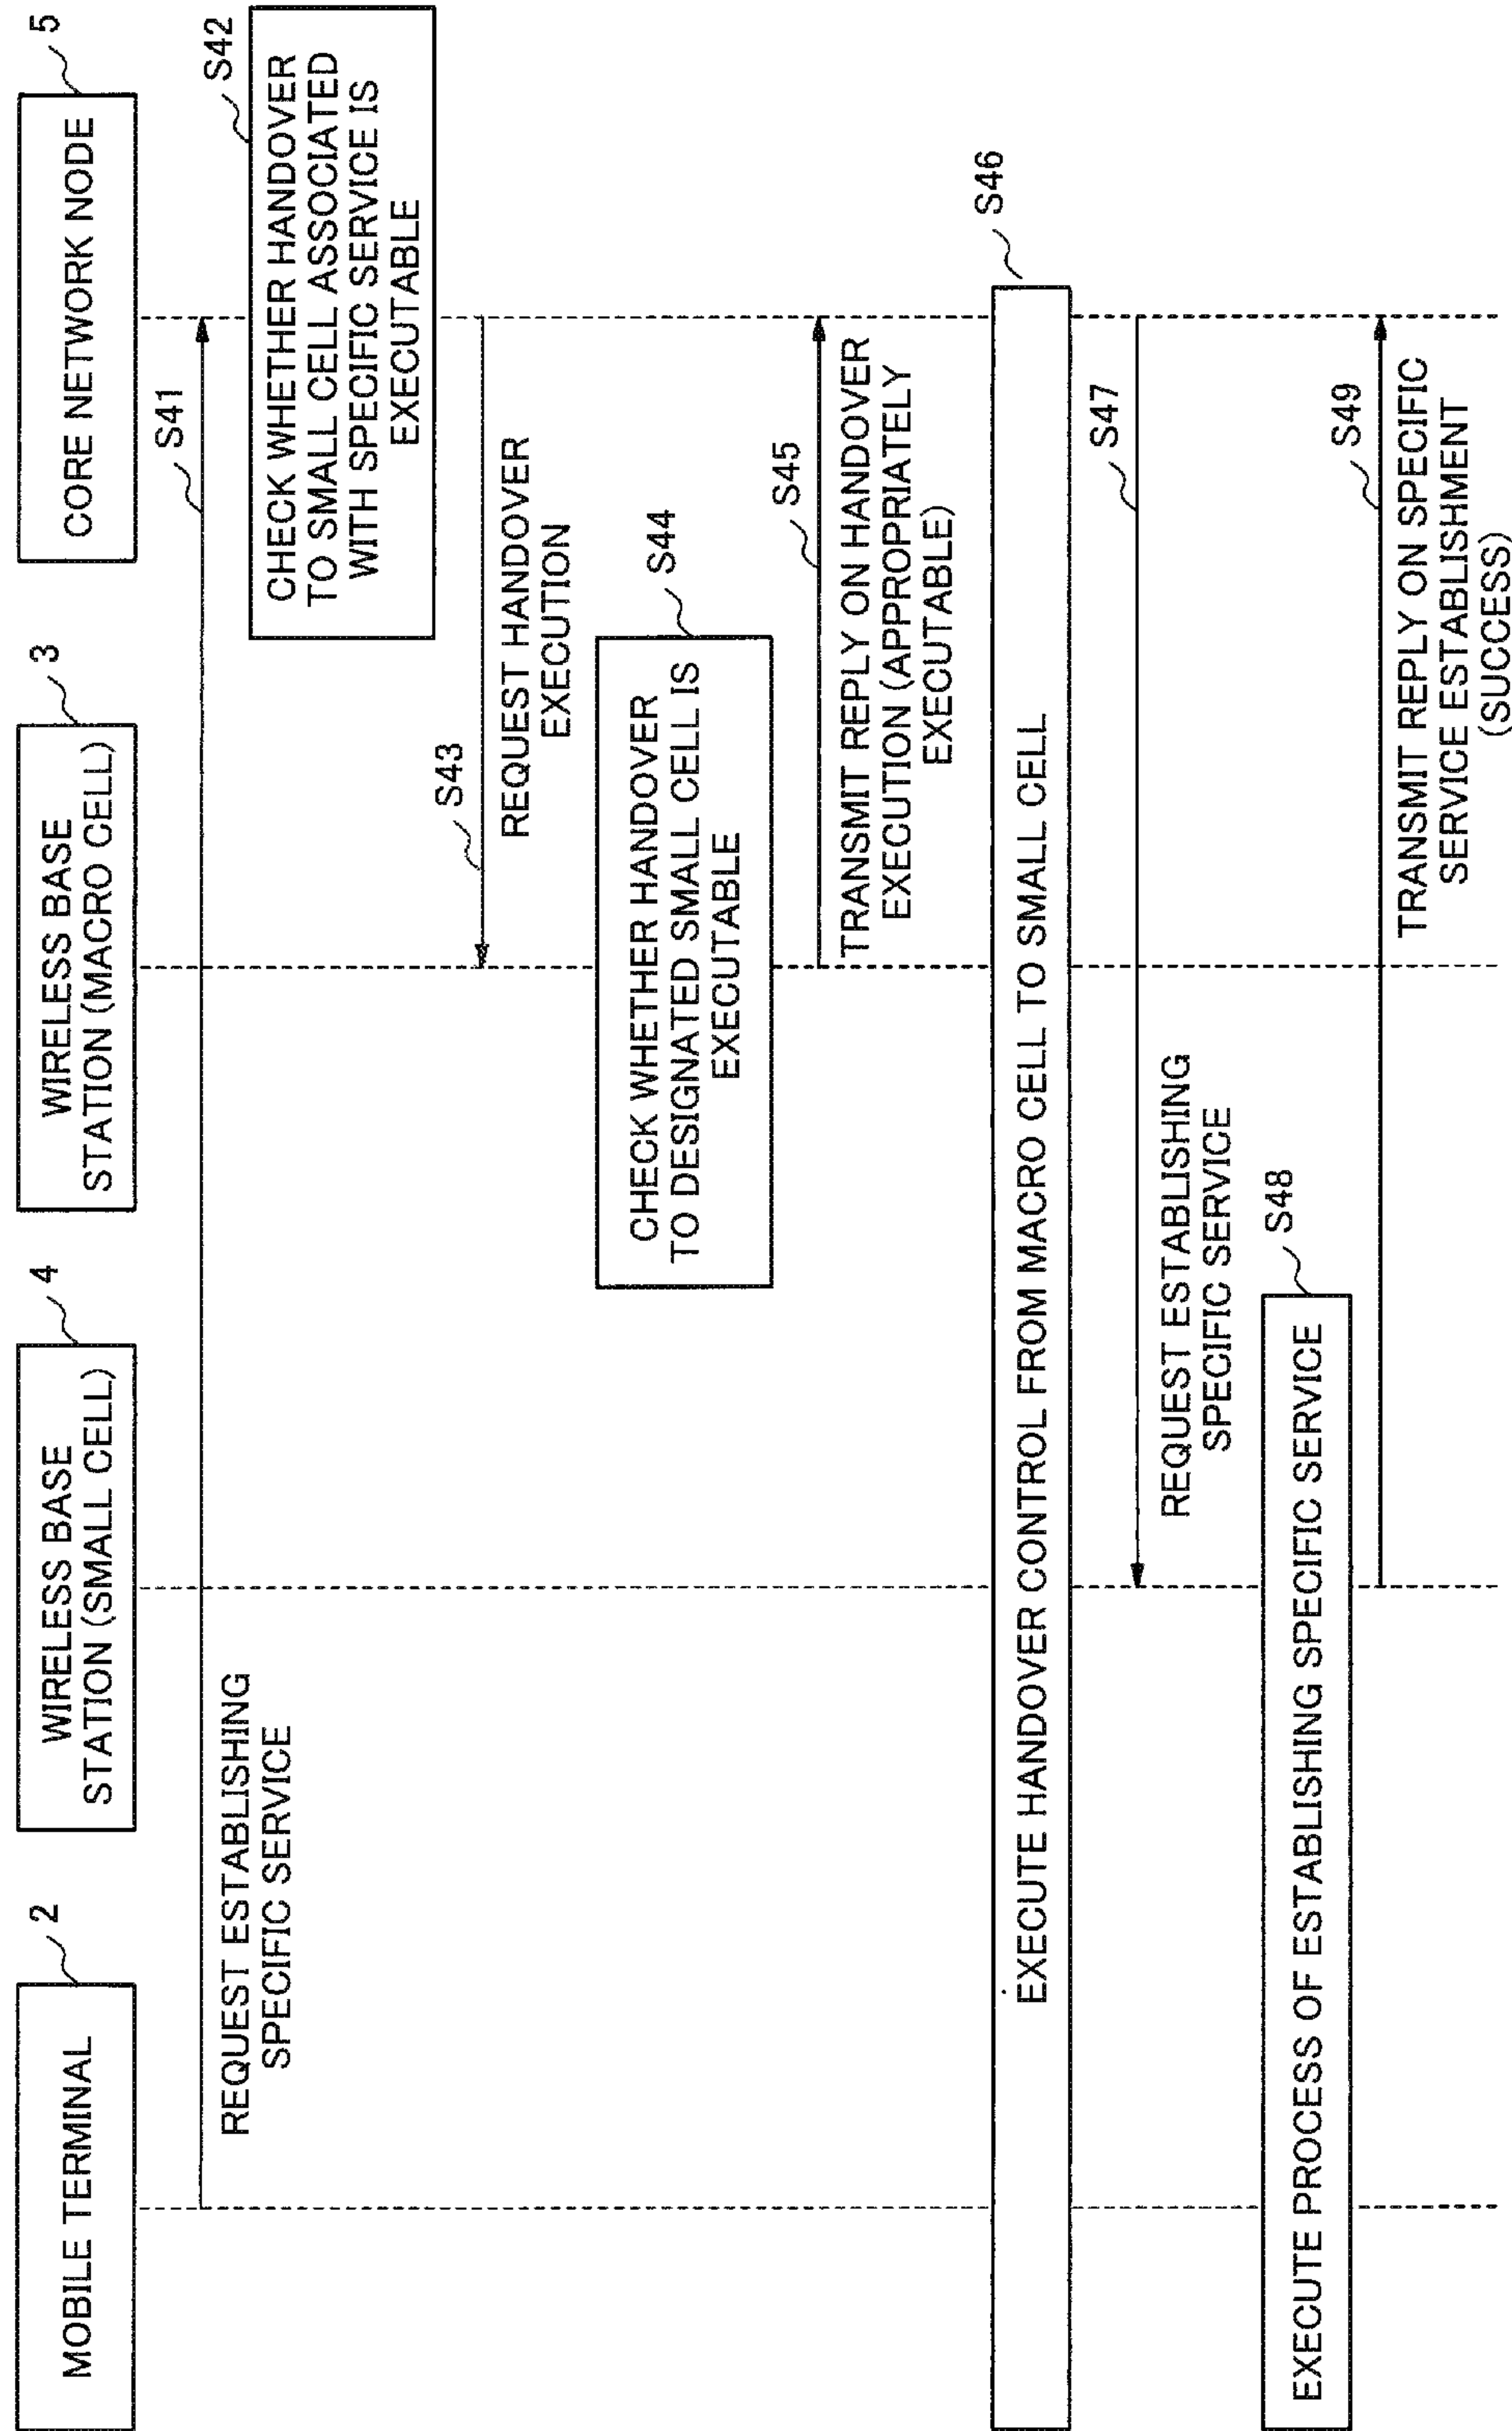 MOBILE TERMINAL
2
WIRELESS BASE
STATION (SMALL CELL)
4
WIRELESS BASE
STATION (MACRO CELL)
3
CORE NETWORK NODE
5
S41
REQUEST ESTABLISHING
SPECIFIC SERVICE
S42
CHECK WHETHER HANDOVER
TO SMALL CELL ASSOCIATED
WITH SPECIFIC SERVICE IS
EXECUTABLE
S43
REQUEST HANDOVER
EXECUTION
S44
CHECK WHETHER HANDOVER
TO DESIGNATED SMALL CELL IS
EXECUTABLE
S45
TRANSMIT REPLY ON HANDOVER
EXECUTION (APPROPRIATELY
EXECUTABLE)
S46
EXECUTE HANDOVER CONTROL FROM MACRO CELL TO SMALL CELL
S47
REQUEST ESTABLISHING
SPECIFIC SERVICE
S48
EXECUTE PROCESS OF ESTABLISHING SPECIFIC SERVICE
S49
TRANSMIT REPLY ON SPECIFIC
SERVICE ESTABLISHMENT
(SUCCESS)